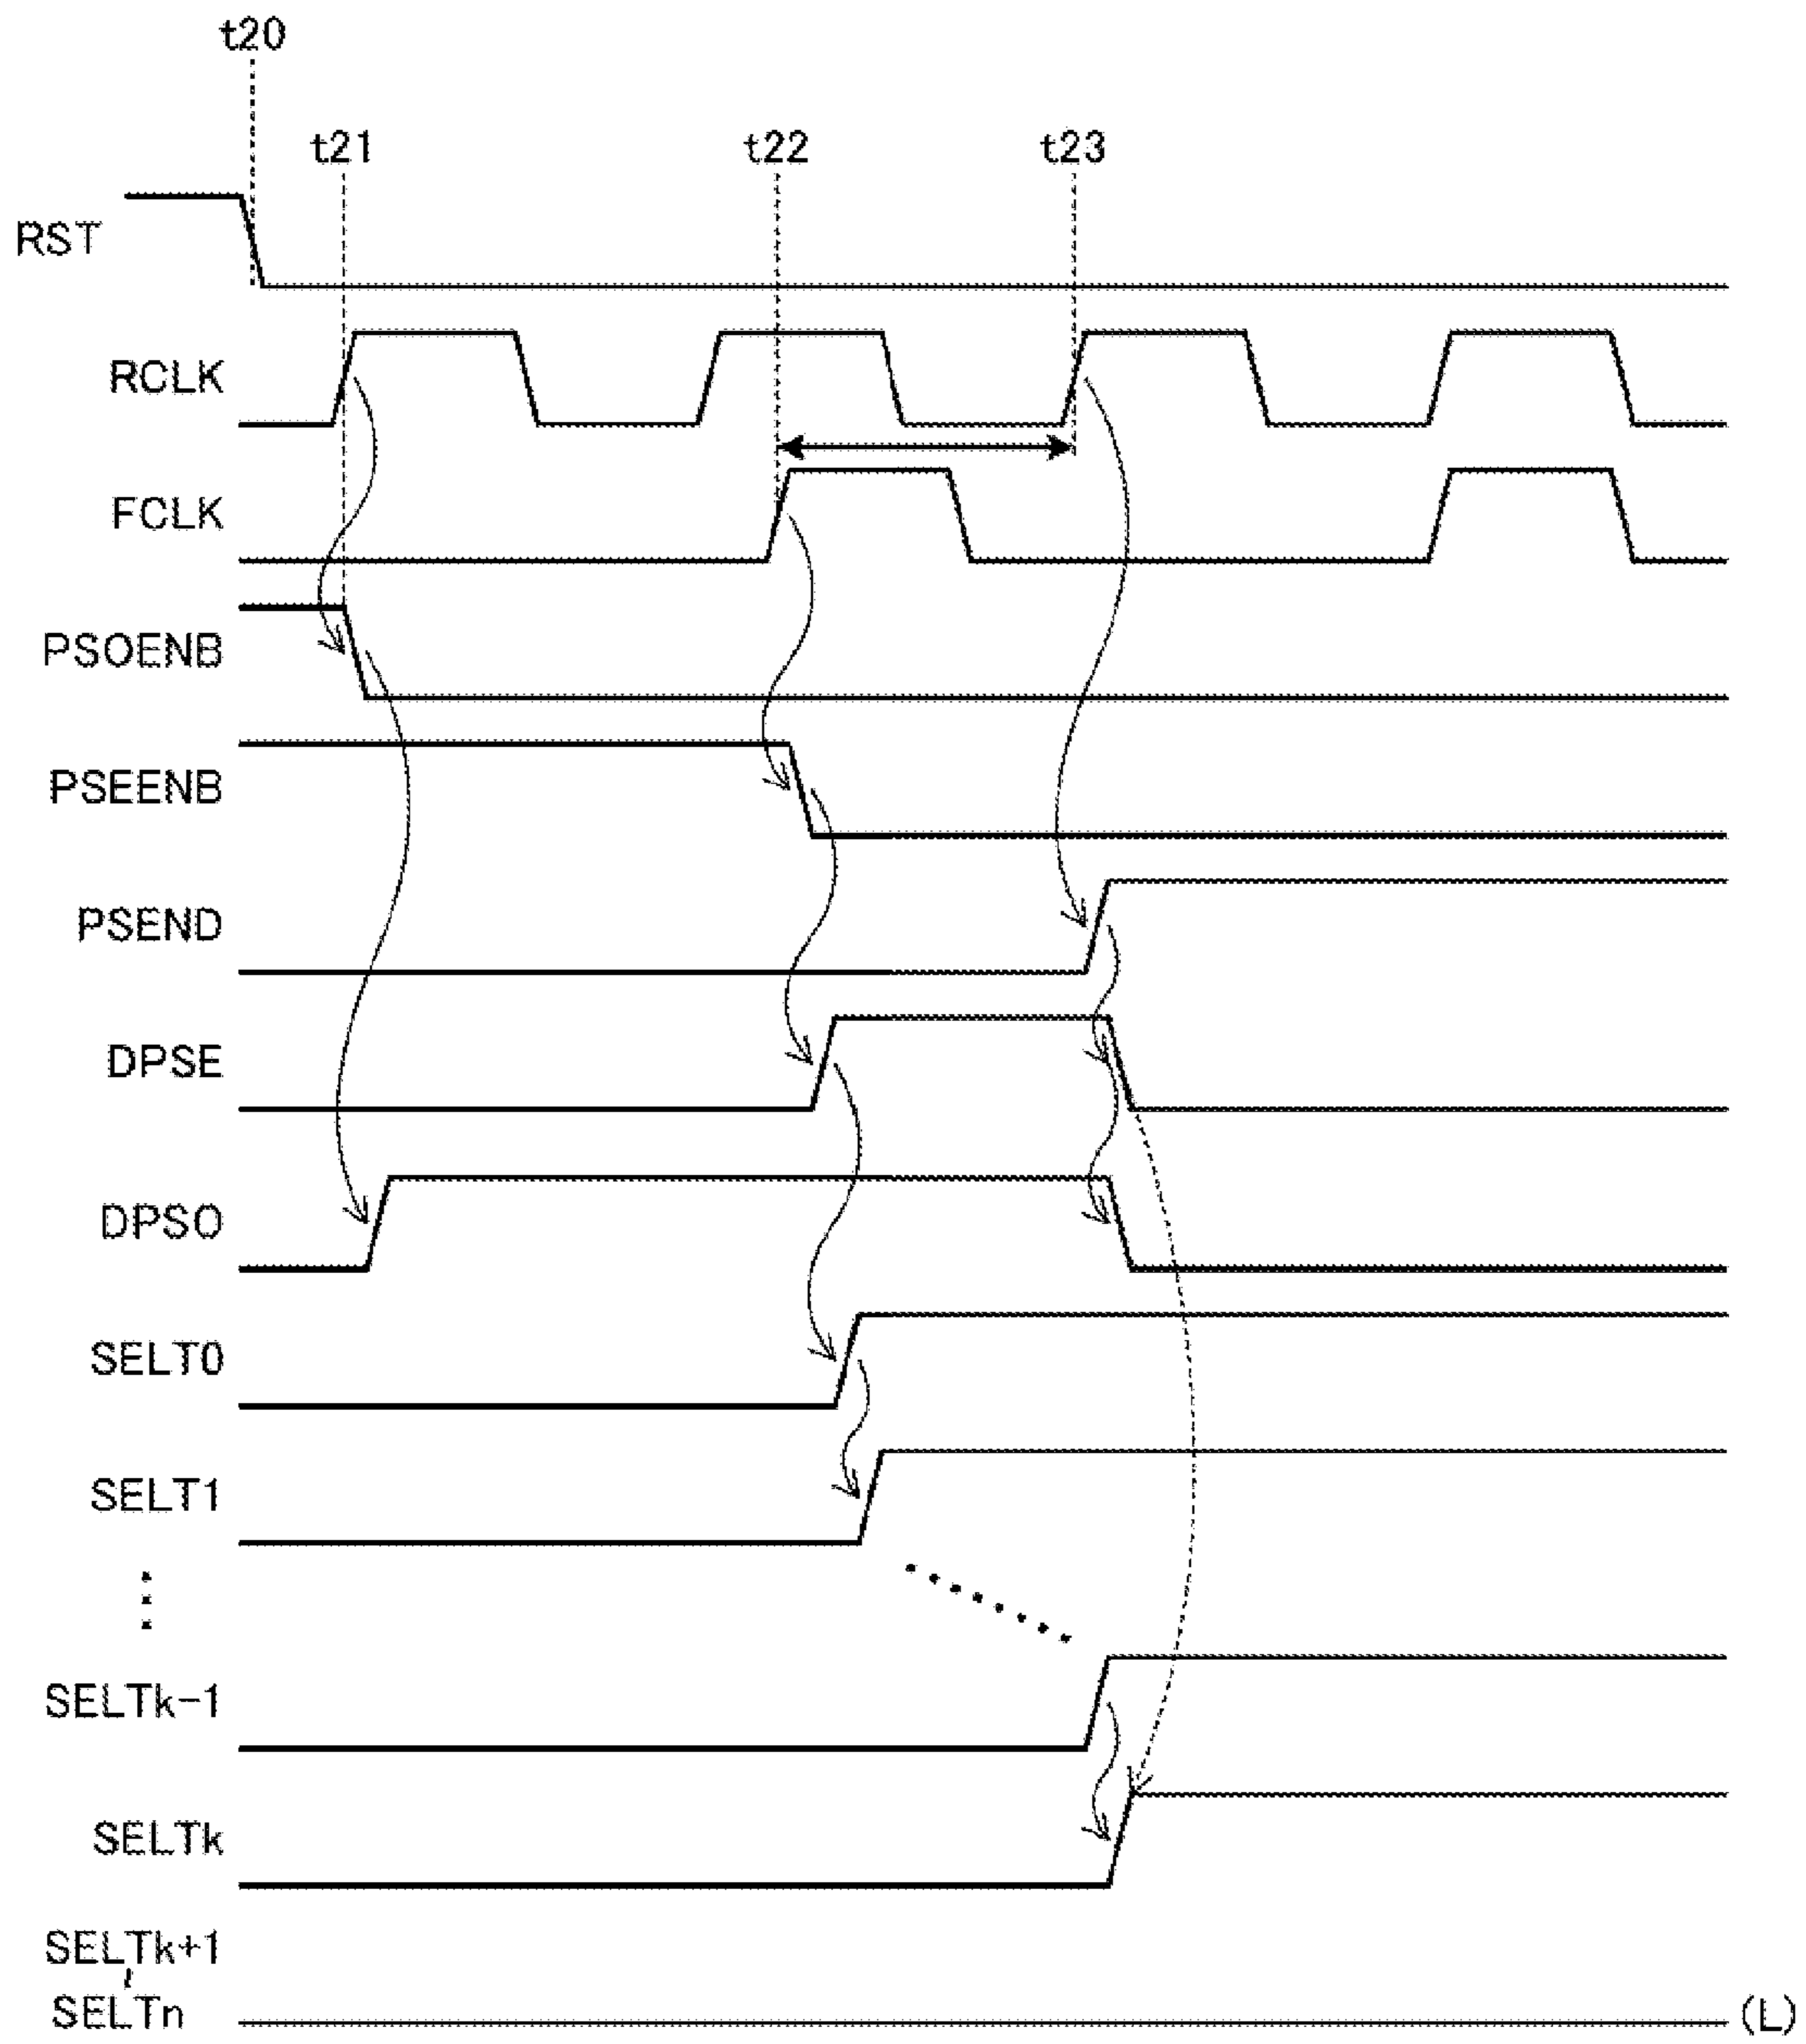 t20
t21 t22 t23
RST
RCLK
FCLK
PSOENB
PSEENB
PSEND
DPSE
DPSO
SELT0
SELT1
SELTk-1
SELTk
SELTk+1
~
SELTn (L)